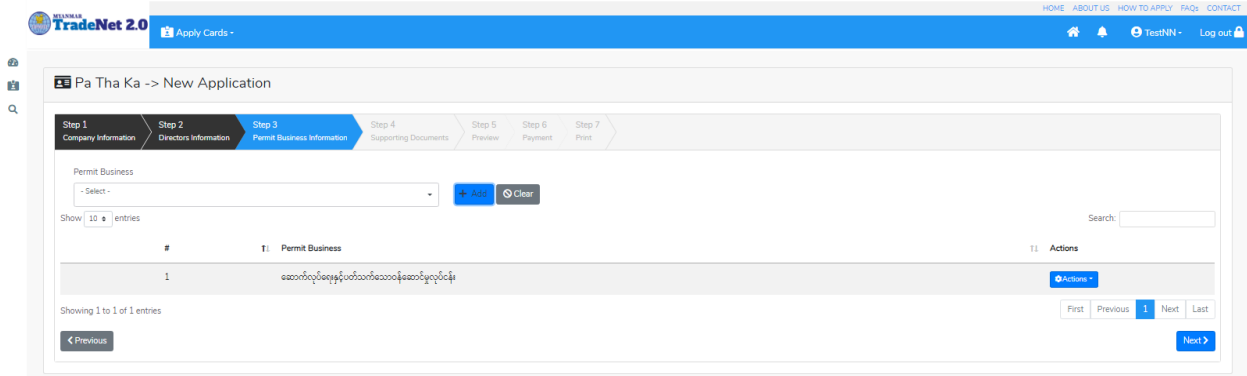 HOME ABOUT US HOW TO APPLY FAQs CONTACT
MYANMAR
TradeNet 2.0
Apply Cards
TestNN
Log out
Pa Tha Ka -> New Application
Step 1 Step 2 Step 3 Step 4 Step 5 Step 6 Step 7
Company Information Directors Information Permit Business Information Supporting Documents Preview Payment Print
Permit Business
- Select -
+ Add Clear
Show 10 entries Search:
# Permit Business Actions
1 ဆောက်လုပ်ရေးနှင့်ပတ်သက်သောဝန်ဆောင်မှုလုပ်ငန်း Actions
Showing 1 to 1 of 1 entries First Previous 1 Next Last
Previous Next